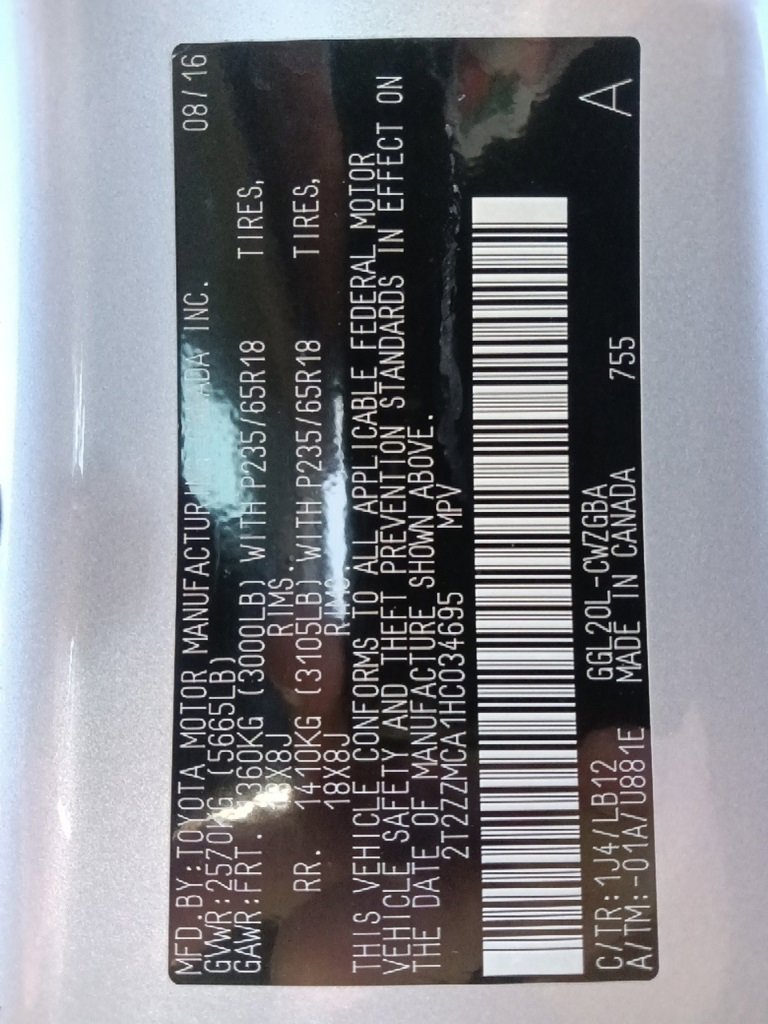 MFD.BY:TOYOTA MOTOR MANUFACTURING CANADA INC. 08/16
GVWR:2570KG (5665LB)
GAWR:FRT. 1360KG (3000LB) WITH P235/65R18 TIRES,
18X8J RIMS.
RR. 1410KG (3105LB) WITH P235/65R18 TIRES,
18X8J RIMS.
THIS VEHICLE CONFORMS TO ALL APPLICABLE FEDERAL MOTOR
VEHICLE SAFETY AND THEFT PREVENTION STANDARDS IN EFFECT ON
THE DATE OF MANUFACTURE SHOWN ABOVE.
2T2ZZMCA1HC034695 MPV
C/TR:1J4/LB12 GGL20L-CWZGBA
A/TM:-01A/U881E MADE IN CANADA 755 A